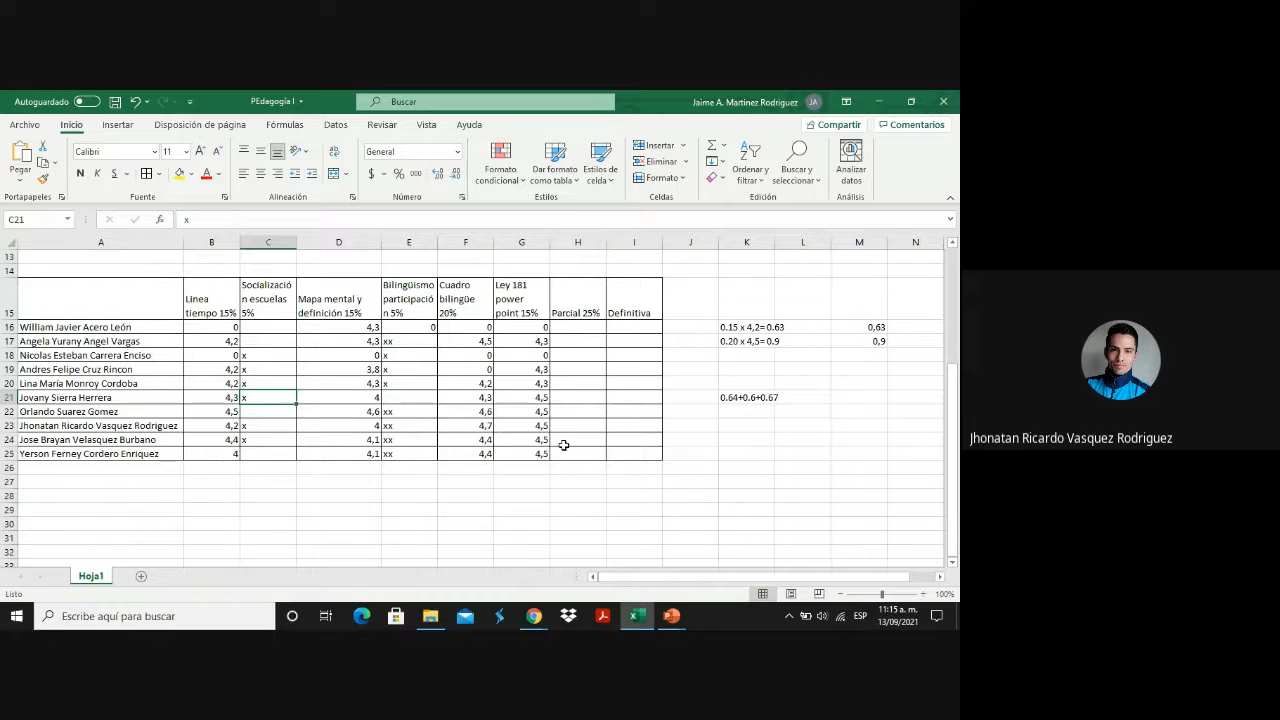 Autoguardado
PEdagogía I
Buscar
Jaime A. Martinez Rodriguez JA
Archivo Inicio Insertar Disposición de página Fórmulas Datos Revisar Vista Ayuda Compartir Comentarios
Pegar
Calibri 11
N K S
General
$ % 000
Formato condicional
Dar formato como tabla
Estilos de celda
Insertar
Eliminar
Formato
Ordenar y filtrar
Buscar y seleccionar
Analizar datos
Portapapeles Fuente Alineación Número Estilos Celdas Edición Análisis
C21 fx x
A B C D E F G H I J K L M N
13
14
15 Linea tiempo 15% Socialización escuelas 5% Mapa mental y definición 15% Bilingüismo participación 5% Cuadro bilingüe 20% Ley 181 power point 15% Parcial 25% Definitiva
16 William Javier Acero León 0 4,3 0 0 0 0.15 x 4,2= 0.63 0,63
17 Angela Yurany Angel Vargas 4,2 4,3 xx 4,5 4,3 0.20 x 4,5= 0.9 0,9
18 Nicolas Esteban Carrera Enciso 0 x 0 x 0 0
19 Andres Felipe Cruz Rincon 4,2 x 3,8 x 0 4,3
20 Lina María Monroy Cordoba 4,2 x 4,3 x 4,2 4,3
21 Jovany Sierra Herrera 4,3 x 4 4,3 4,5 0.64+0.6+0.67
22 Orlando Suarez Gomez 4,5 4,6 xx 4,6 4,5
23 Jhonatan Ricardo Vasquez Rodriguez 4,2 x 4 xx 4,7 4,5
24 Jose Brayan Velasquez Burbano 4,4 x 4,1 xx 4,4 4,5
25 Yerson Ferney Cordero Enriquez 4 4,1 xx 4,4 4,5
26
27
28
29
30
31
32
33
Hoja1
Listo
100%
Escribe aquí para buscar
ESP
11:15 a. m.
13/09/2021
Jhonatan Ricardo Vasquez Rodriguez